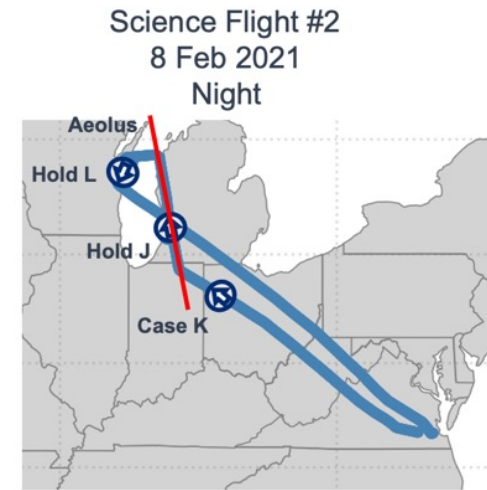 Science Flight #2
8 Feb 2021
Night
Aeolus
Hold L
Hold J
Case K